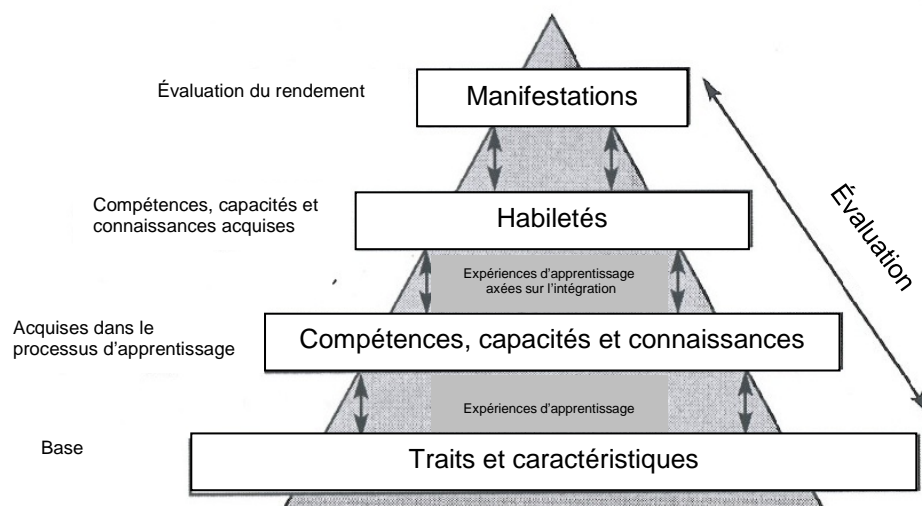 Évaluation du rendement
Manifestations
Compétences, capacités et
connaissances acquises
Habiletés
Évaluation
Expériences d'apprentissage
axées sur l'intégration
Acquises dans le
processus d'apprentissage
Compétences, capacités et connaissances
Expériences d'apprentissage
Base
Traits et caractéristiques